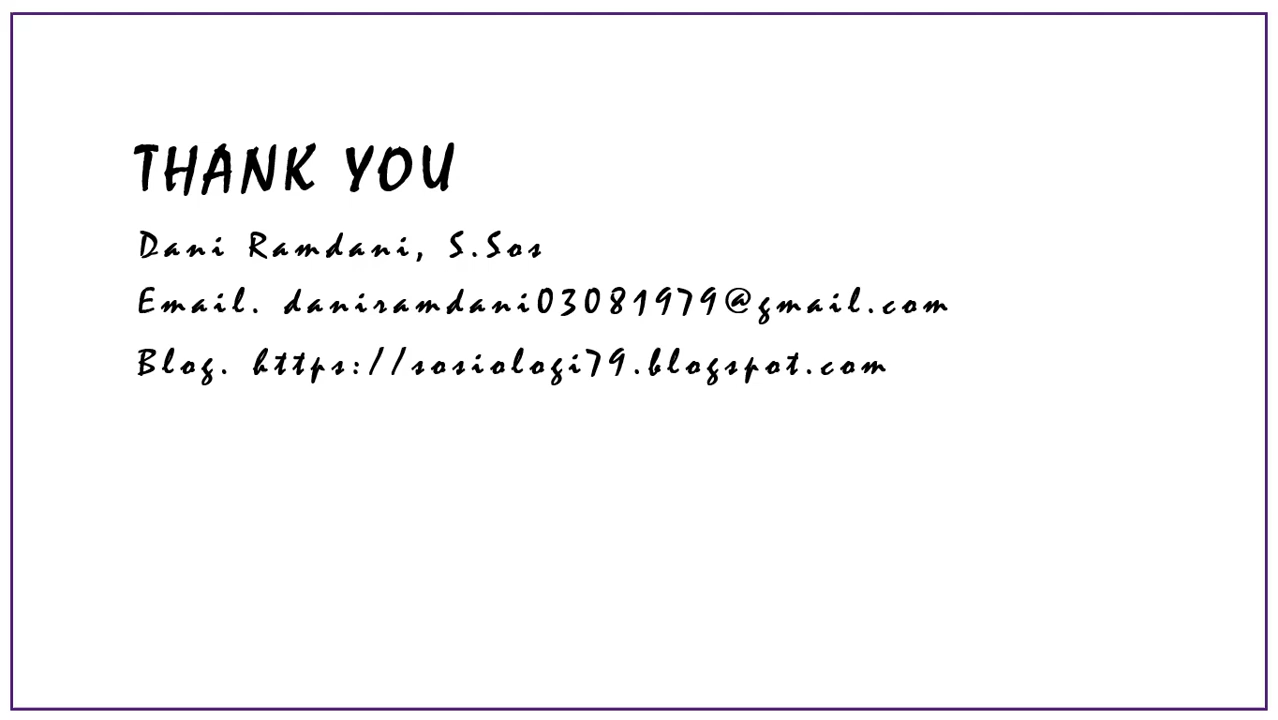 THANK YOU
Dani Ramdani, S.Sos
Email. daniramdani03081979@gmail.com
Blog. https://sosiologi79.blogspot.com